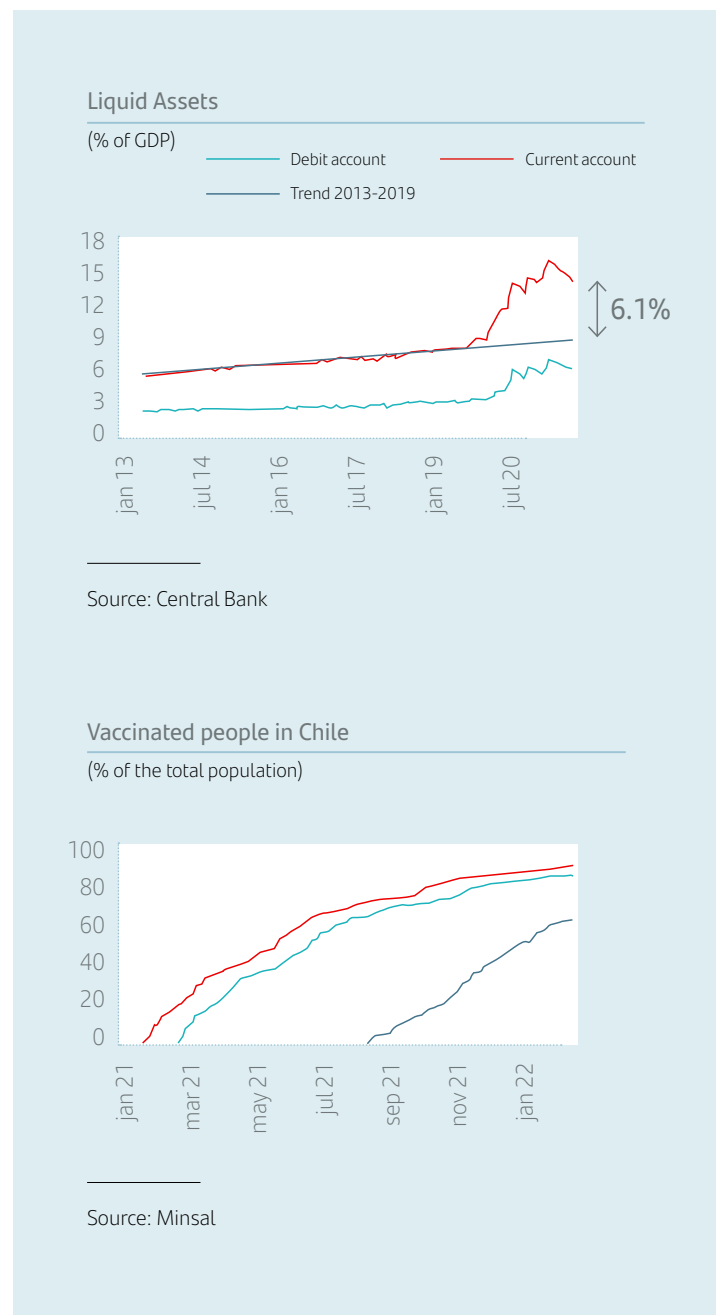 Liquid Assets
(% of GDP)
Debit account
Current account
Trend 2013-2019
18
15
12
9
6
3
0
6.1%
jan 13
jul 14
jan 16
jul 17
jan 19
jul 20
Source: Central Bank
Vaccinated people in Chile
(% of the total population)
100
80
60
40
20
0
jan 21
mar 21
may 21
jul 21
sep 21
nov 21
jan 22
Source: Minsal